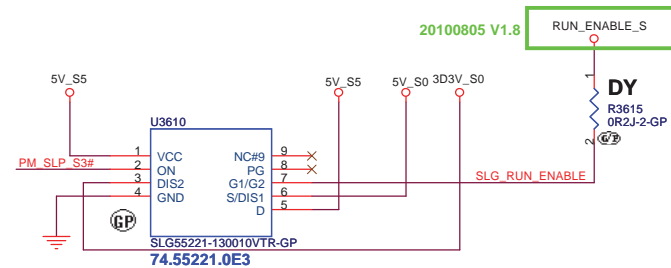 20100805 V1.8
RUN_ENABLE_S
5V_S5
5V_S5
5V_S0
3D3V_S0
1
DY
R3615
0R2J-2-GP
2
GP
U3610
PM_SLP_S3#
1
VCC
NC#9
9
2
ON
PG
8
3
DIS2
G1/G2
7
SLG_RUN_ENABLE
4
GND
S/DIS1
6
D
5
GP
SLG55221-130010VTR-GP
74.55221.0E3